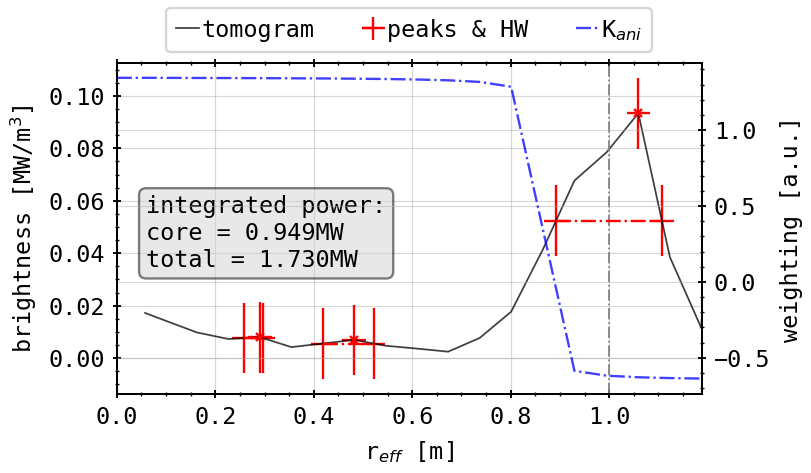 tomogram peaks & HW K_ani
brightness [MW/m³]
0.10
0.08
0.06
0.04
0.02
0.00
integrated power:
core = 0.949MW
total = 1.730MW
1.0
0.5
0.0
−0.5
weighting [a.u.]
0.0 0.2 0.4 0.6 0.8 1.0
r_eff [m]